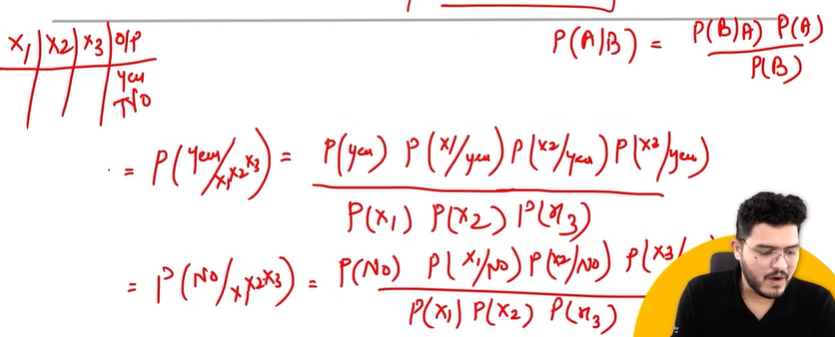 P(A|B) = P(B|A) P(A)
P(B)
x1 x2 x3 O/P
Yes
No
= P(Yes/x1x2x3) = P(yes) P(x1/yes) P(x2/yes) P(x3/yes)
P(x1) P(x2) P(x3)
= P(No/x1x2x3) = P(No) P(x1/No) P(x2/No) P(x3/
P(x1) P(x2) P(x3)